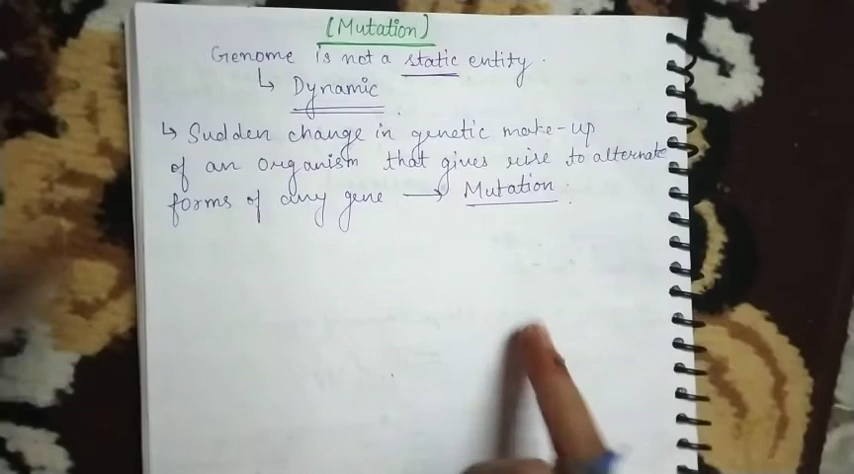 (Mutation)
Genome is not a static entity.
↳ Dynamic.
↳ Sudden change in genetic make-up
of an organism that gives rise to alternate
forms of any gene → Mutation.